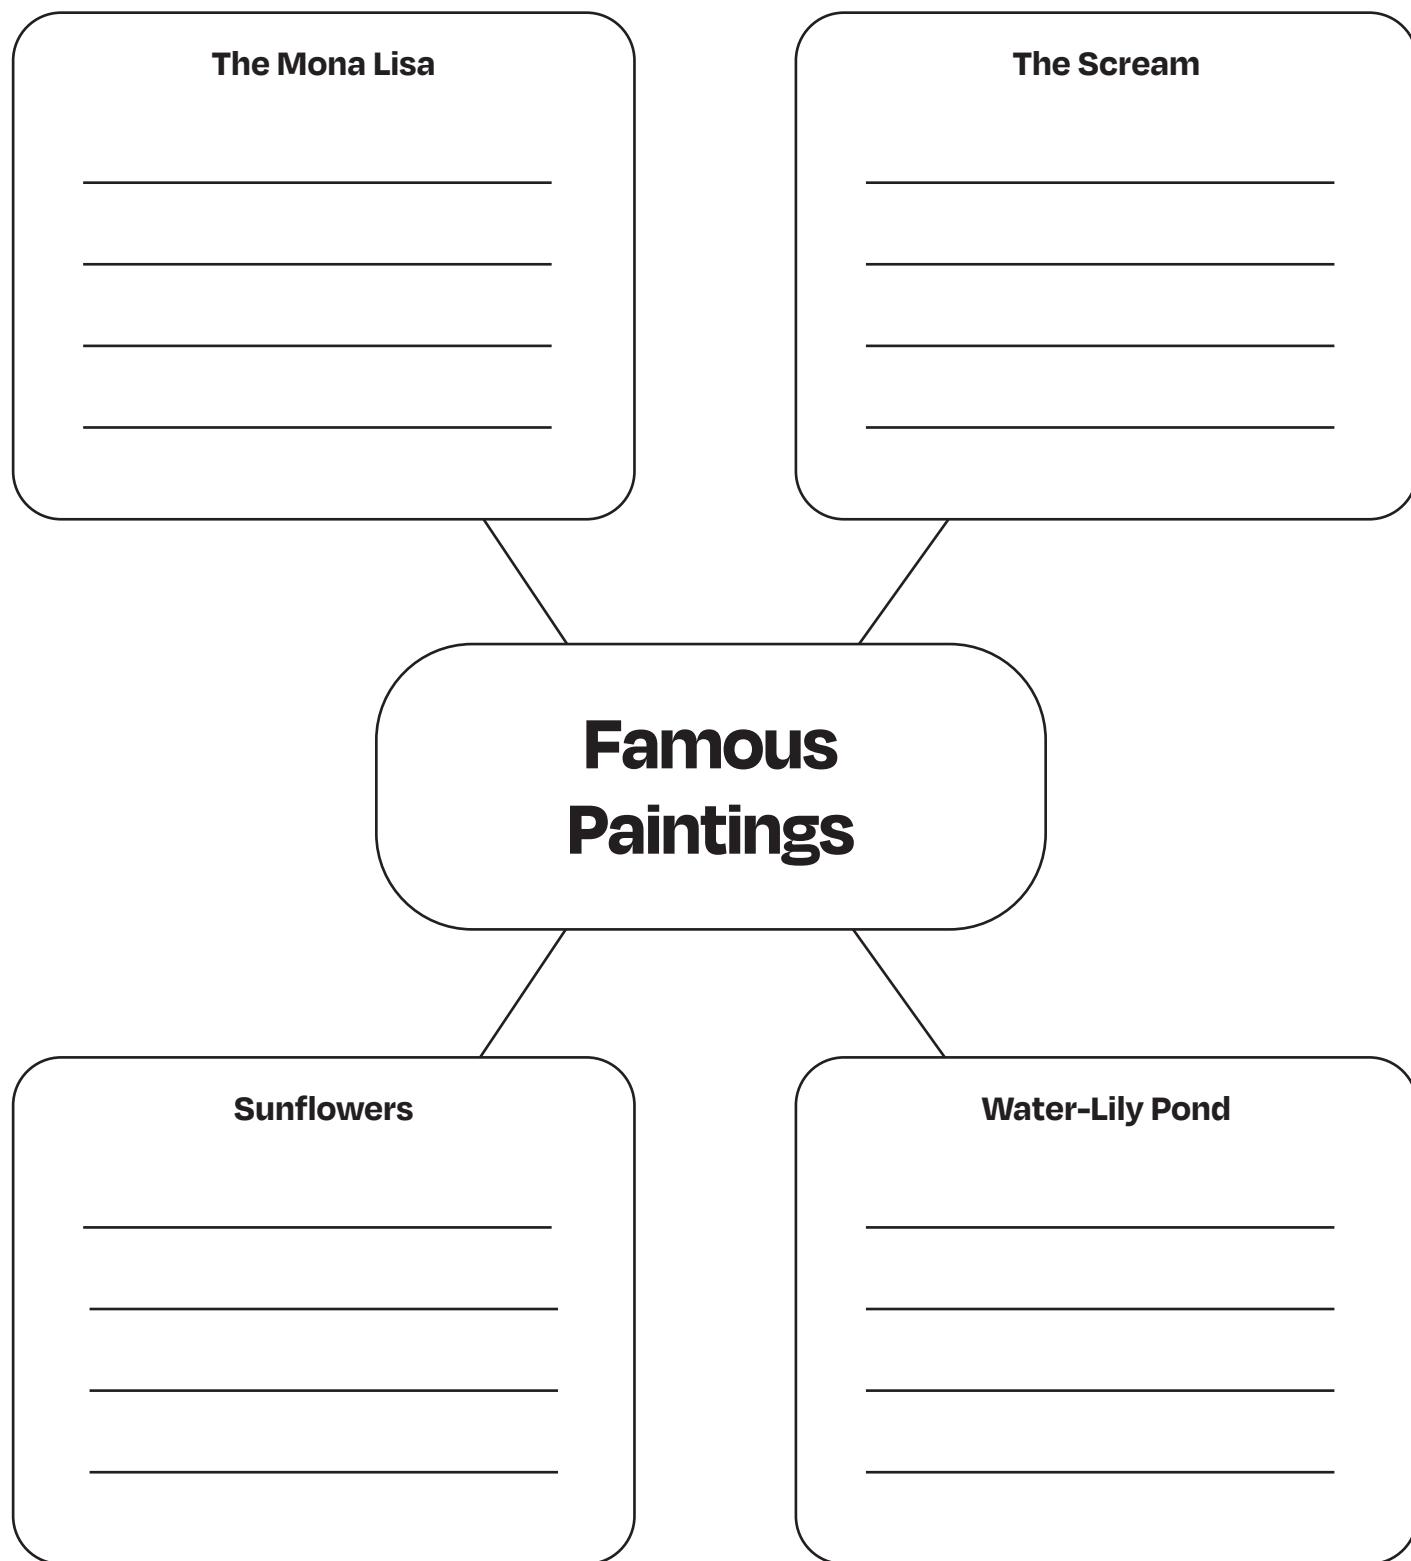 The Mona Lisa
The Scream
Famous
Paintings
Sunflowers
Water-Lily Pond